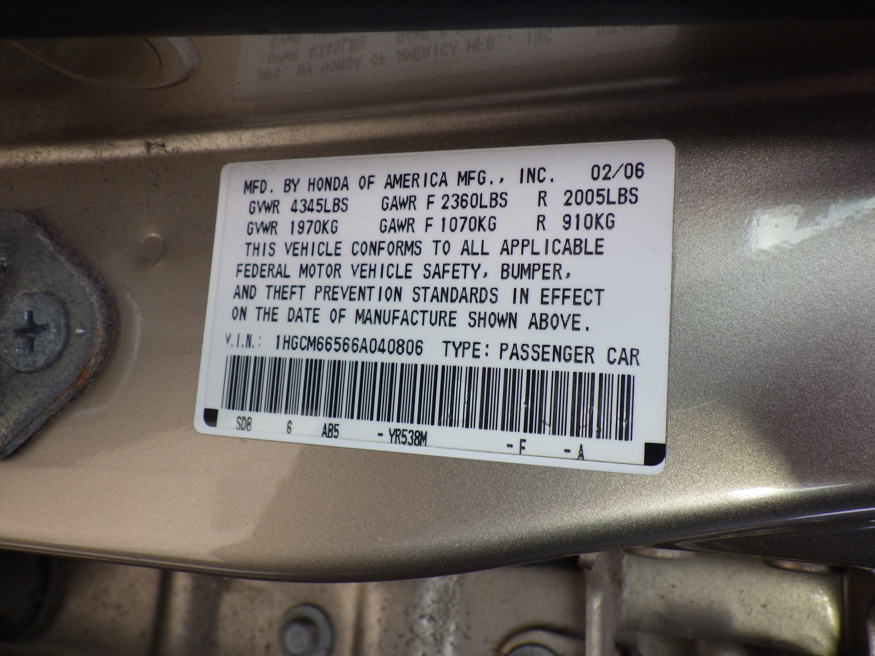 MFD. BY HONDA OF AMERICA MFG., INC. 02/06
GVWR 4345LBS GAWR F 2360LBS R 2005LBS
GVWR 1970KG GAWR F 1070KG R 910KG
THIS VEHICLE CONFORMS TO ALL APPLICABLE
FEDERAL MOTOR VEHICLE SAFETY, BUMPER,
AND THEFT PREVENTION STANDARDS IN EFFECT
ON THE DATE OF MANUFACTURE SHOWN ABOVE.
V.I.N.: 1HGCM66566A040806 TYPE: PASSENGER CAR
SDB 6 AB5 - YR538M - F - A